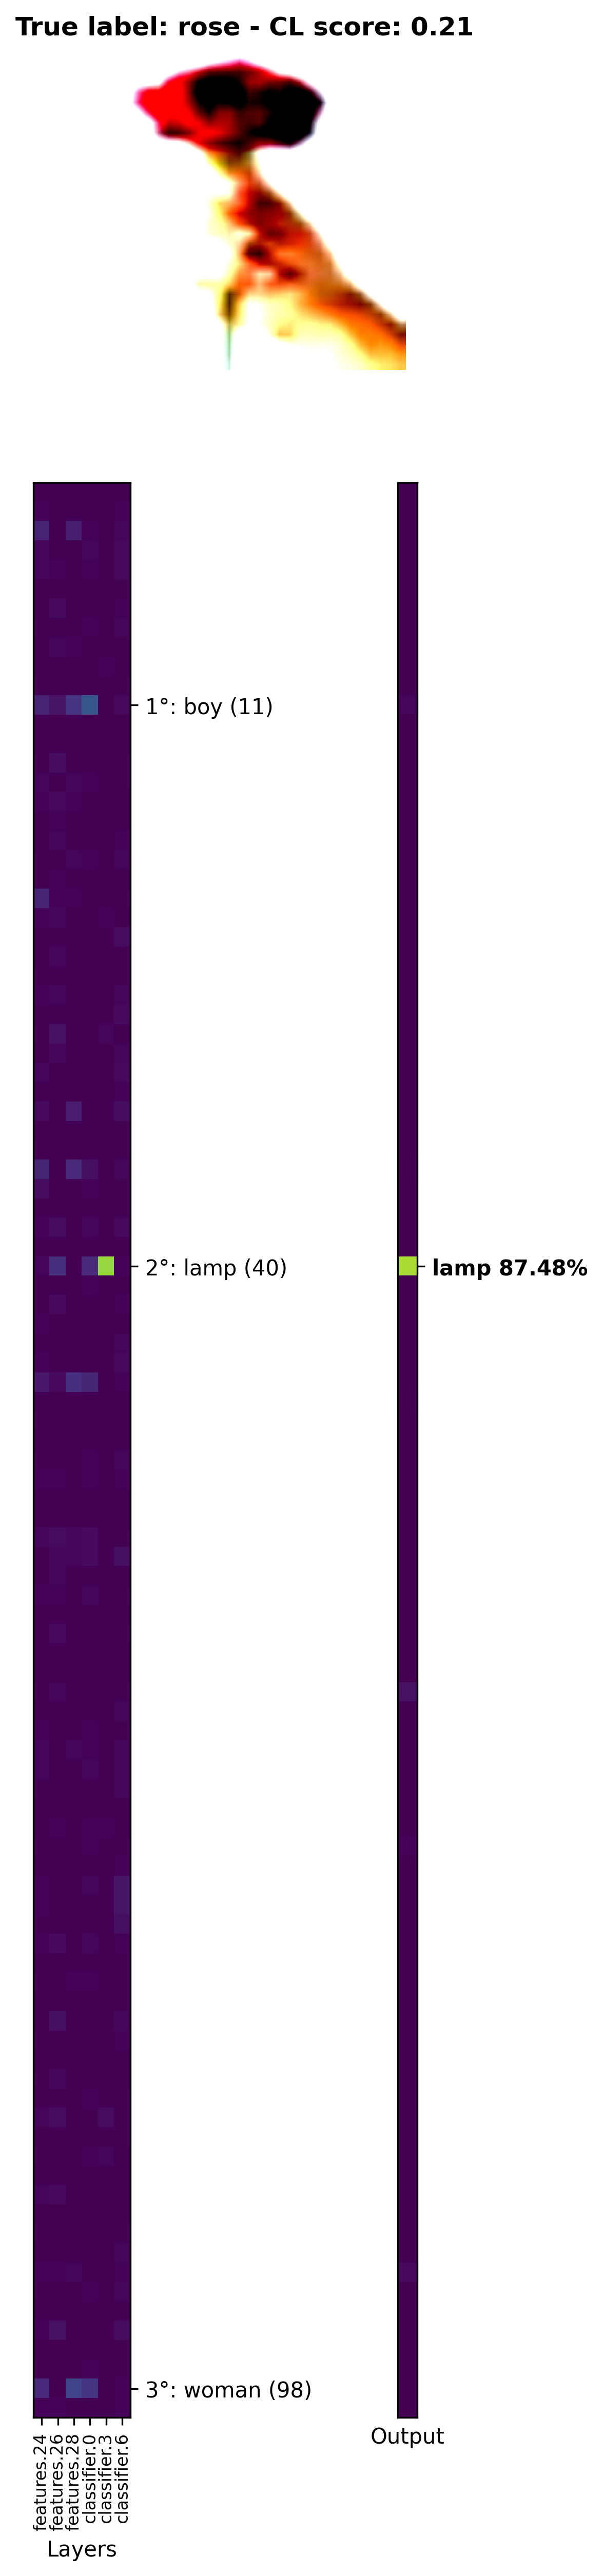 True label: rose - CL score: 0.21
1°: boy (11)
2°: lamp (40)
lamp 87.48%
3°: woman (98)
features.24
features.26
features.28
classifier.0
classifier.3
classifier.6
Layers
Output